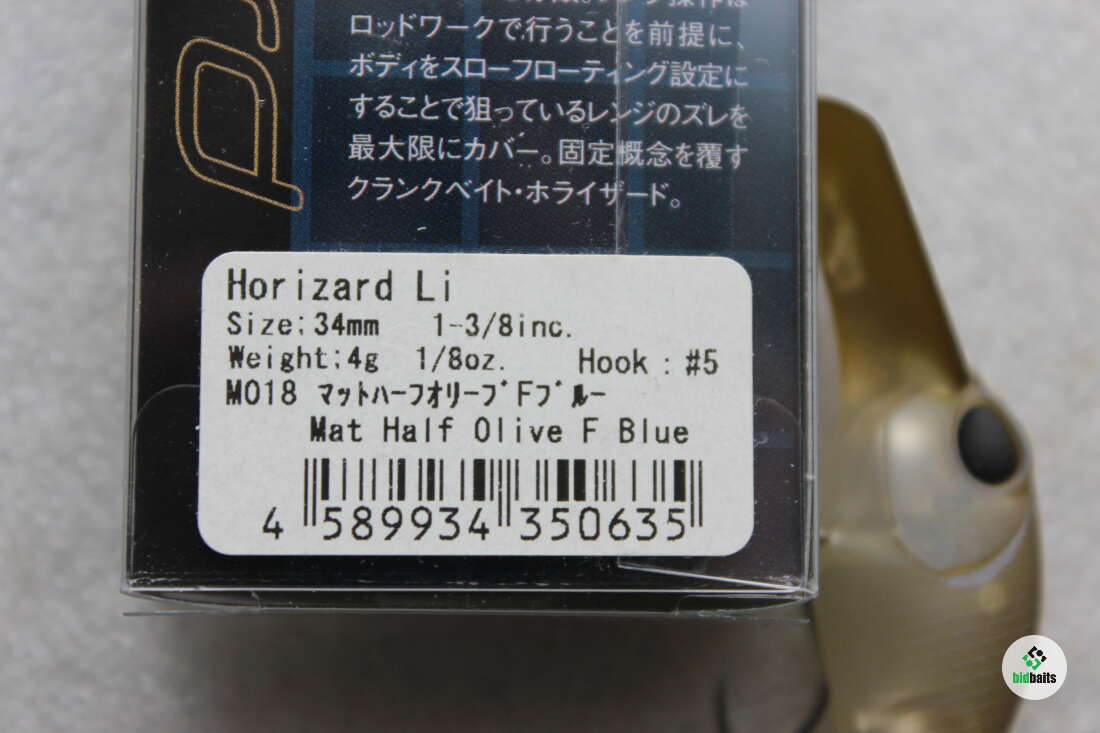 ロッドワークで行うことを前提に、
ボディをスローフローティング設定に
することで狙っているレンジのズレを
最大限にカバー。固定概念を覆す
クランクベイト・ホライザード。
Horizard Li
Size:34mm 1-3/8inc.
Weight:4g 1/8oz. Hook : #5
M018 マットハーフオリーブFブルー
Mat Half Olive F Blue
4 589934 350635
bidbaits